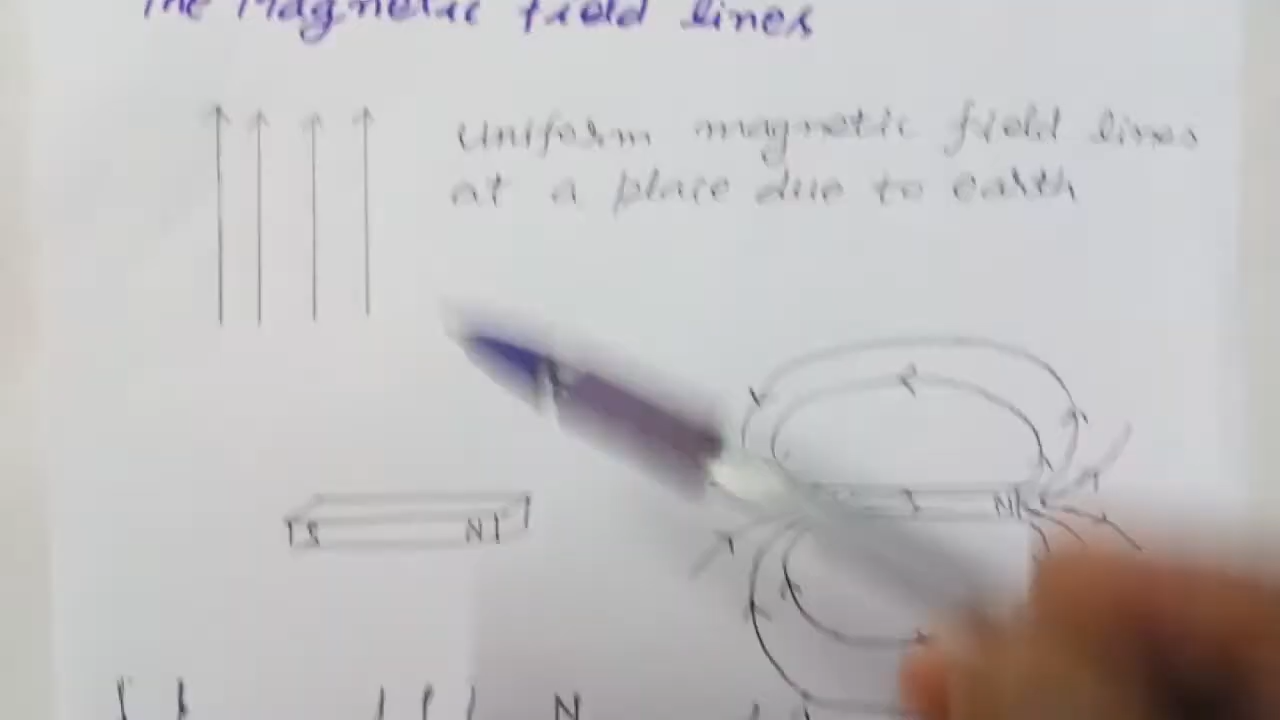 The Magnetic field lines
uniform magnetic field lines
at a place due to earth
S N
N
N